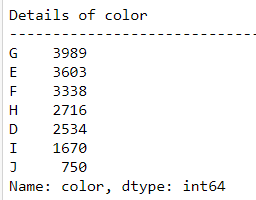 Details of color
-----------------------------
G    3989
E    3603
F    3338
H    2716
D    2534
I    1670
J     750
Name: color, dtype: int64